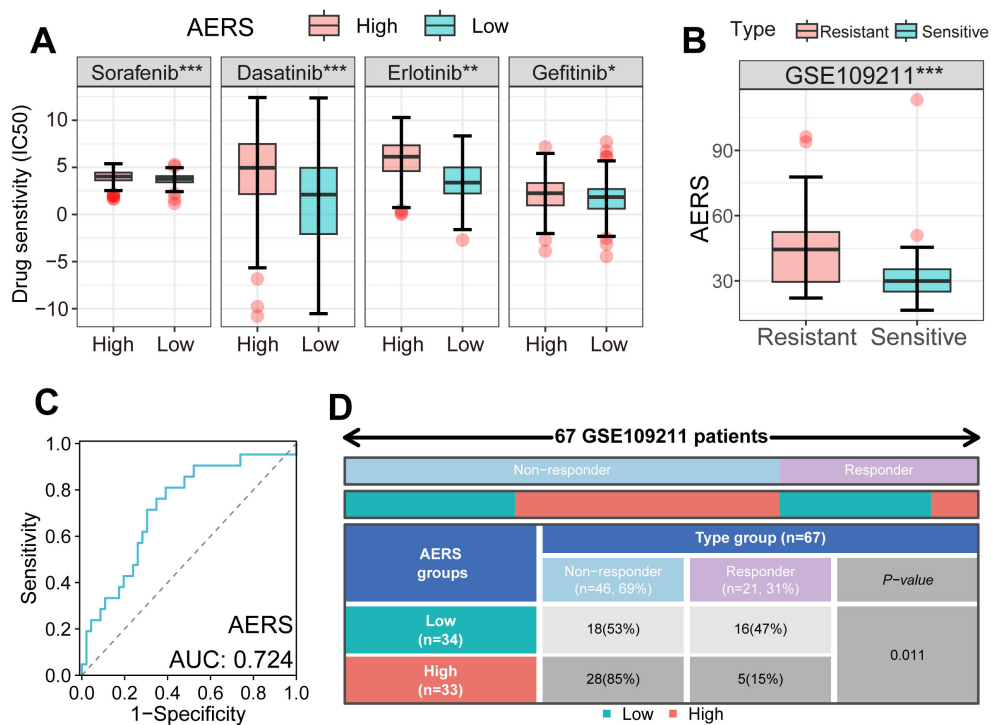 A
AERS
High
Low
Sorafenib***
Dasatinib***
Erlotinib**
Gefitinib*
Drug senstivity (IC50)
10
5
0
−5
−10
High
Low
High
Low
High
Low
High
Low
B
Type
Resistant
Sensitive
GSE109211***
AERS
90
60
30
Resistant
Sensitive
C
Sensitivity
1.0
0.8
0.6
0.4
0.2
0.0
AERS
AUC: 0.724
0.0
0.2
0.4
0.6
0.8
1.0
1−Specificity
D
67 GSE109211 patients
Non−responder
Responder
AERS
groups
Type group (n=67)
Non−responder
(n=46, 69%)
Responder
(n=21, 31%)
P−value
Low
(n=34)
18(53%)
16(47%)
0.011
High
(n=33)
28(85%)
5(15%)
Low
High